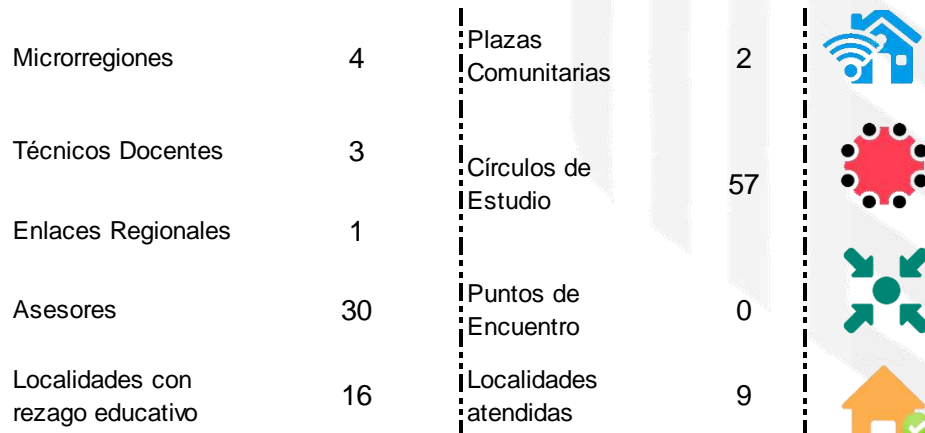 Microrregiones 4
Plazas
Comunitarias 2
Técnicos Docentes 3
Círculos de
Estudio 57
Enlaces Regionales 1
Asesores 30
Puntos de
Encuentro 0
Localidades con
rezago educativo 16
Localidades
atendidas 9